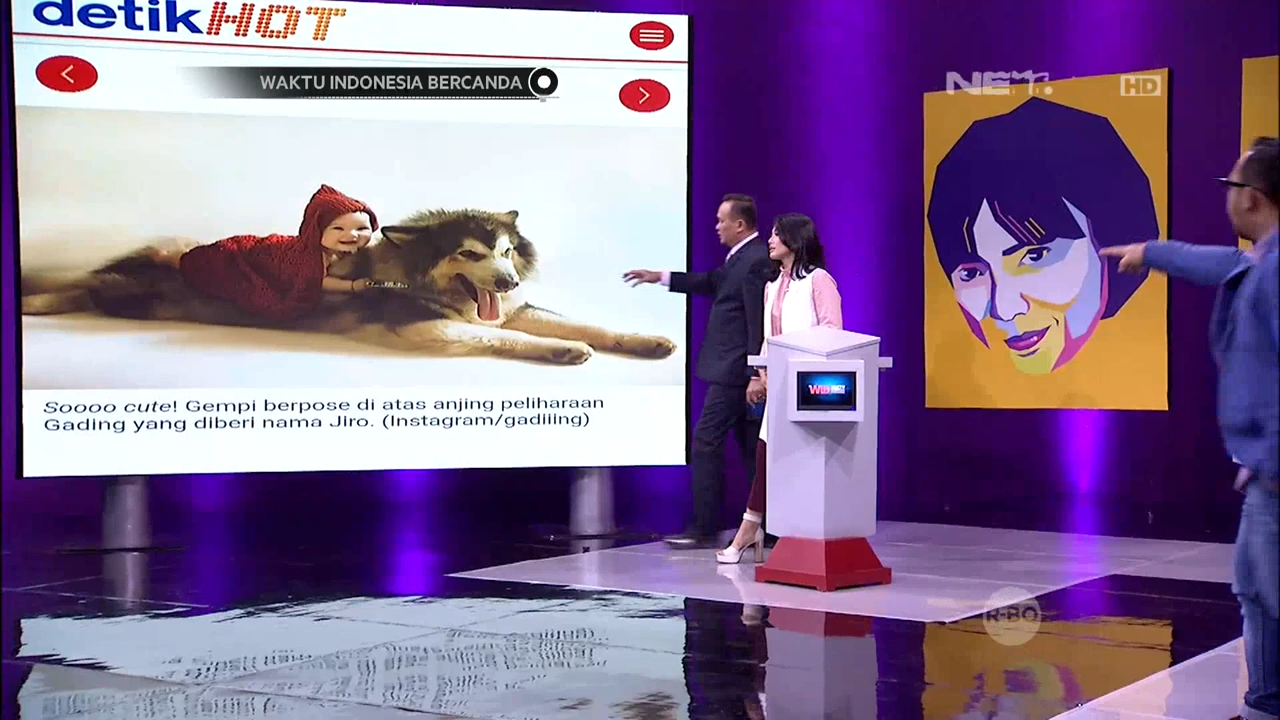 detikHOT
WAKTU INDONESIA BERCANDA
NET.
HD
Soooo cute! Gempi berpose di atas anjing peliharaan
Gading yang diberi nama Jiro. (Instagram/gadiiing)
R-BO